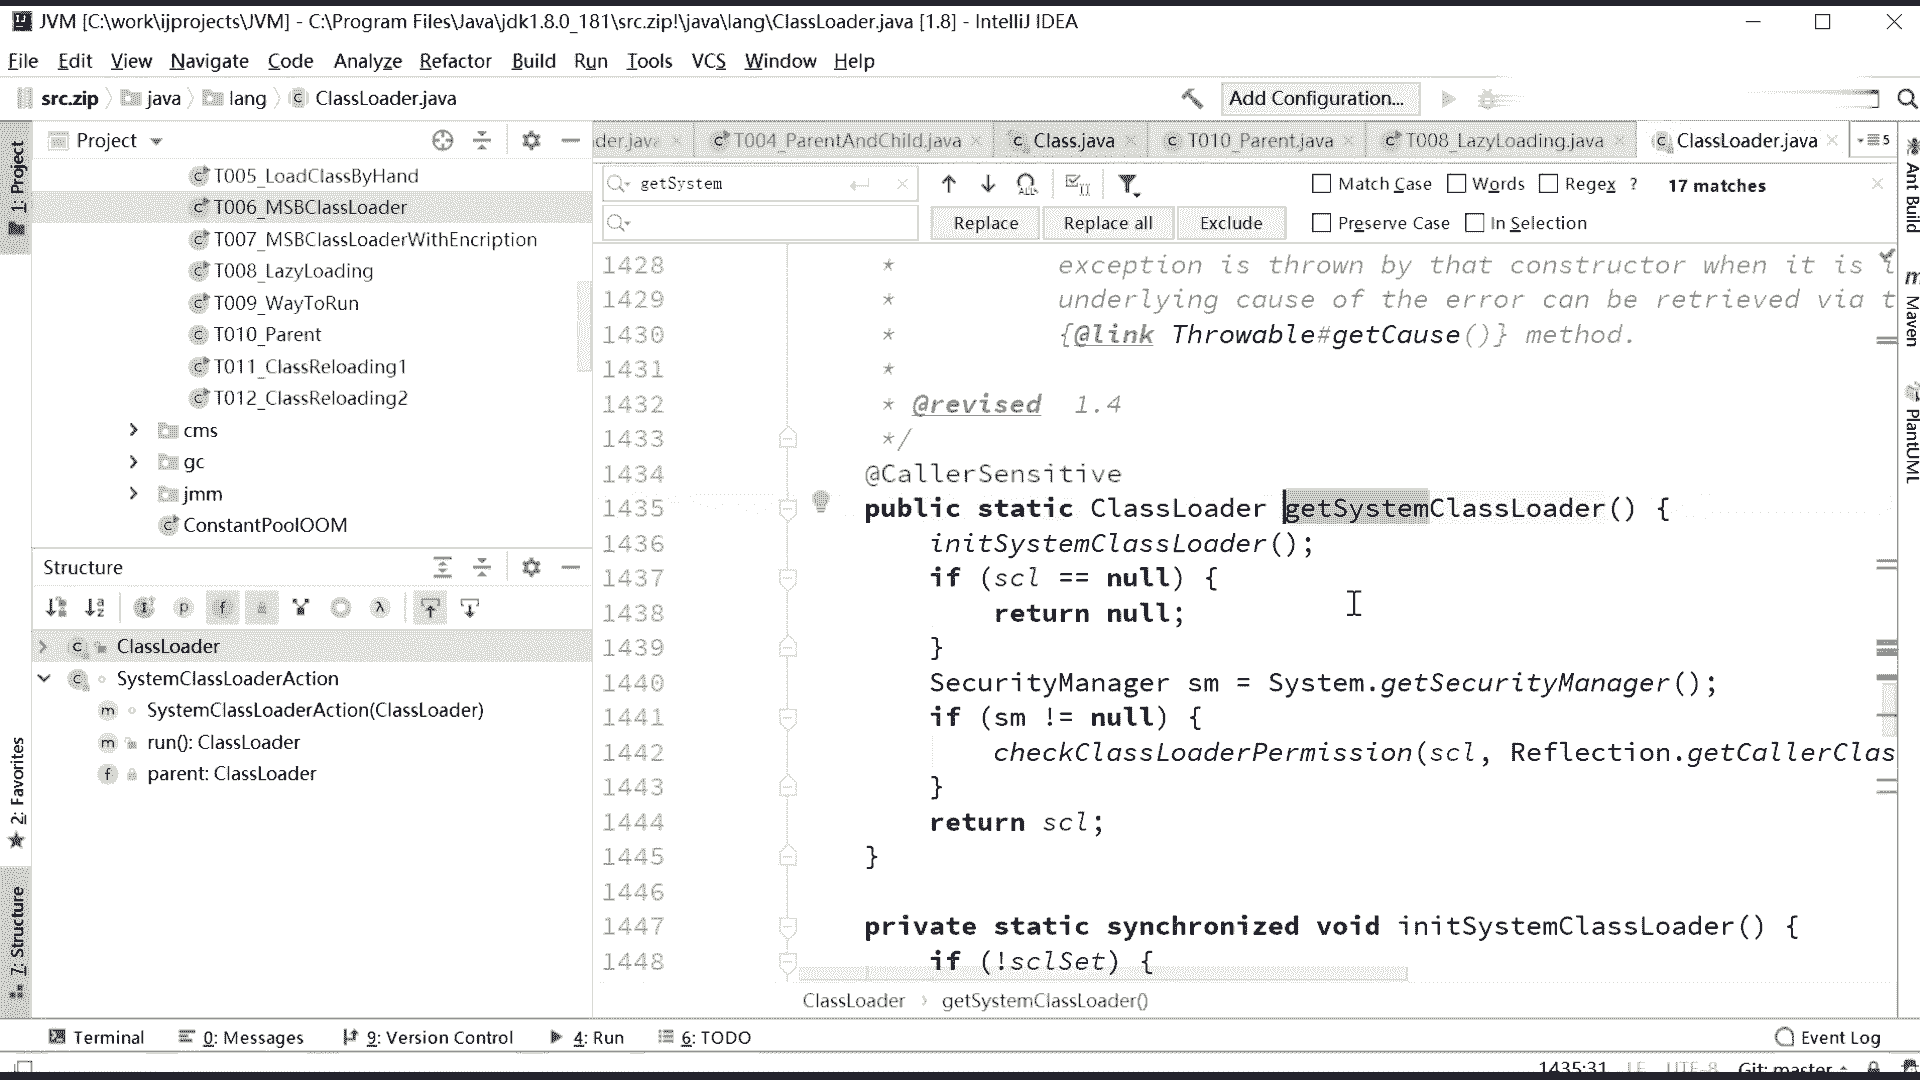 JVM [C:\work\ijprojects\JVM] - C:\Program Files\Java\jdk1.8.0_181\src.zip!\java\lang\ClassLoader.java [1.8] - IntelliJ IDEA
File Edit View Navigate Code Analyze Refactor Build Run Tools VCS Window Help
src.zip java lang ClassLoader.java
Add Configuration...
1: Project
Project
der.java T004_ParentAndChild.java Class.java T010_Parent.java T008_LazyLoading.java ClassLoader.java 5
T005_LoadClassByHand
T006_MSBClassLoader
T007_MSBClassLoaderWithEncription
T008_LazyLoading
T009_WayToRun
T010_Parent
T011_ClassReloading1
T012_ClassReloading2
cms
gc
jmm
ConstantPoolOOM
getSystem
Match Case Words Regex ? 17 matches
Replace Replace all Exclude
Preserve Case In Selection
1428 * exception is thrown by that constructor when it is i
1429 * underlying cause of the error can be retrieved via t
1430 * {@link Throwable#getCause()} method.
1431 *
1432 * @revised 1.4
1433 */
1434 @CallerSensitive
1435 public static ClassLoader getSystemClassLoader() {
1436 initSystemClassLoader();
1437 if (scl == null) {
1438 return null;
1439 }
1440 SecurityManager sm = System.getSecurityManager();
1441 if (sm != null) {
1442 checkClassLoaderPermission(scl, Reflection.getCallerClas
1443 }
1444 return scl;
1445 }
1446
1447 private static synchronized void initSystemClassLoader() {
1448 if (!sclSet) {
ClassLoader getSystemClassLoader()
Structure
ClassLoader
SystemClassLoaderAction
SystemClassLoaderAction(ClassLoader)
run(): ClassLoader
parent: ClassLoader
2: Favorites
7: Structure
Ant Build
Maven
PlantUML
Terminal 0: Messages 9: Version Control 4: Run 6: TODO
Event Log
1435:31 LF UTF-8 Git: master